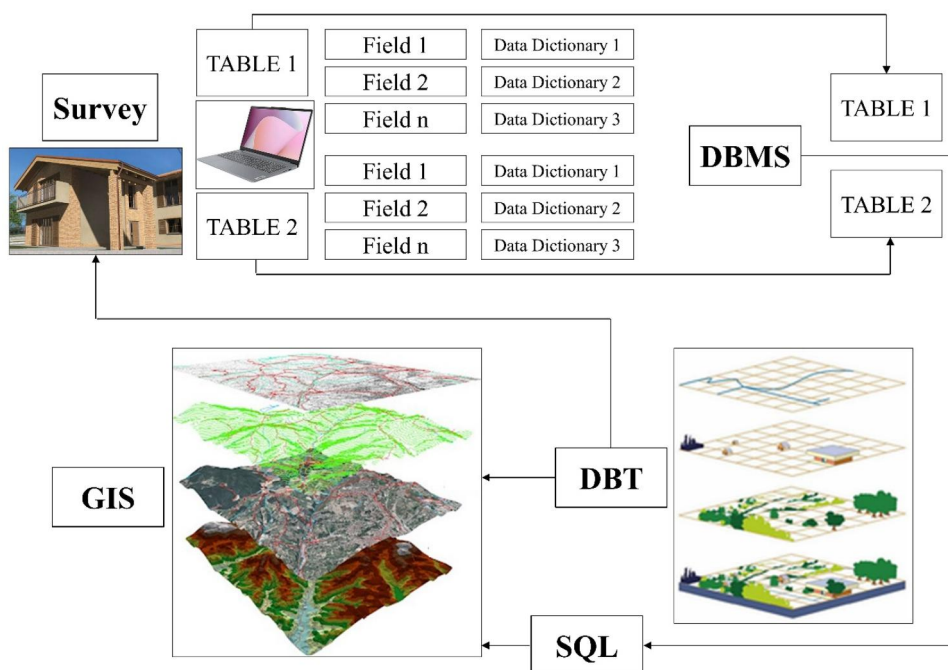 TABLE 1
Field 1
Data Dictionary 1
Field 2
Data Dictionary 2
Field n
Data Dictionary 3
Survey
TABLE 1
DBMS
Field 1
Data Dictionary 1
TABLE 2
Field 2
Data Dictionary 2
TABLE 2
Field n
Data Dictionary 3
GIS
DBT
SQL